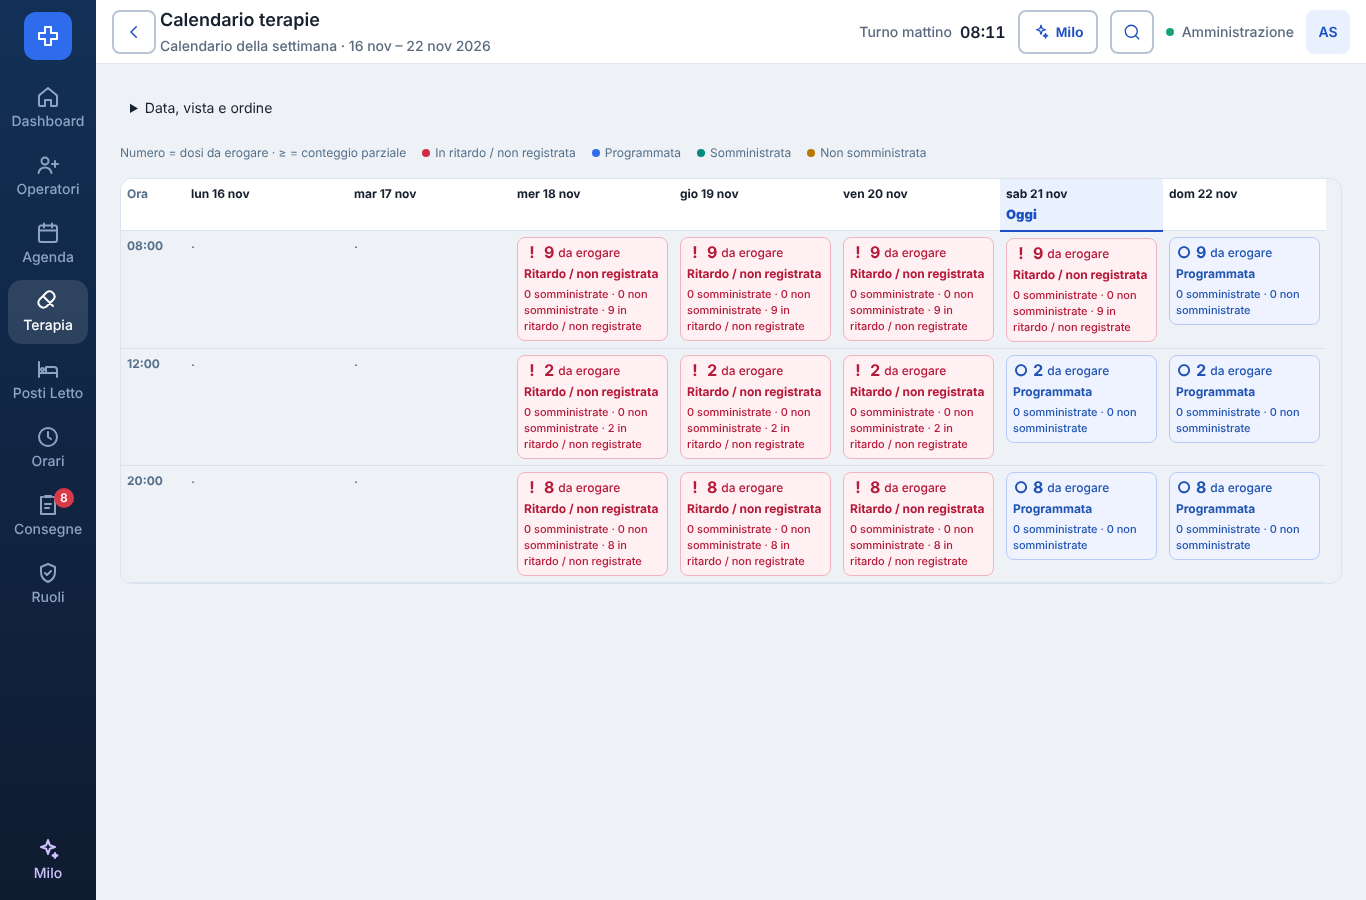 Calendario terapie
Calendario della settimana · 16 nov – 22 nov 2026
Turno mattino 08:11
Milo
Amministrazione
AS
Dashboard
Operatori
Agenda
Terapia
Posti Letto
Orari
8
Consegne
Ruoli
Milo
▶ Data, vista e ordine
Numero = dosi da erogare · ≥ = conteggio parziale
In ritardo / non registrata
Programmata
Somministrata
Non somministrata
Ora
lun 16 nov
mar 17 nov
mer 18 nov
gio 19 nov
ven 20 nov
sab 21 nov
Oggi
dom 22 nov
08:00
·
·
! 9 da erogare
Ritardo / non registrata
0 somministrate · 0 non
somministrate · 9 in
ritardo / non registrate
! 9 da erogare
Ritardo / non registrata
0 somministrate · 0 non
somministrate · 9 in
ritardo / non registrate
! 9 da erogare
Ritardo / non registrata
0 somministrate · 0 non
somministrate · 9 in
ritardo / non registrate
! 9 da erogare
Ritardo / non registrata
0 somministrate · 0 non
somministrate · 9 in
ritardo / non registrate
9 da erogare
Programmata
0 somministrate · 0 non
somministrate
12:00
·
·
! 2 da erogare
Ritardo / non registrata
0 somministrate · 0 non
somministrate · 2 in
ritardo / non registrate
! 2 da erogare
Ritardo / non registrata
0 somministrate · 0 non
somministrate · 2 in
ritardo / non registrate
! 2 da erogare
Ritardo / non registrata
0 somministrate · 0 non
somministrate · 2 in
ritardo / non registrate
2 da erogare
Programmata
0 somministrate · 0 non
somministrate
2 da erogare
Programmata
0 somministrate · 0 non
somministrate
20:00
·
·
! 8 da erogare
Ritardo / non registrata
0 somministrate · 0 non
somministrate · 8 in
ritardo / non registrate
! 8 da erogare
Ritardo / non registrata
0 somministrate · 0 non
somministrate · 8 in
ritardo / non registrate
! 8 da erogare
Ritardo / non registrata
0 somministrate · 0 non
somministrate · 8 in
ritardo / non registrate
8 da erogare
Programmata
0 somministrate · 0 non
somministrate
8 da erogare
Programmata
0 somministrate · 0 non
somministrate